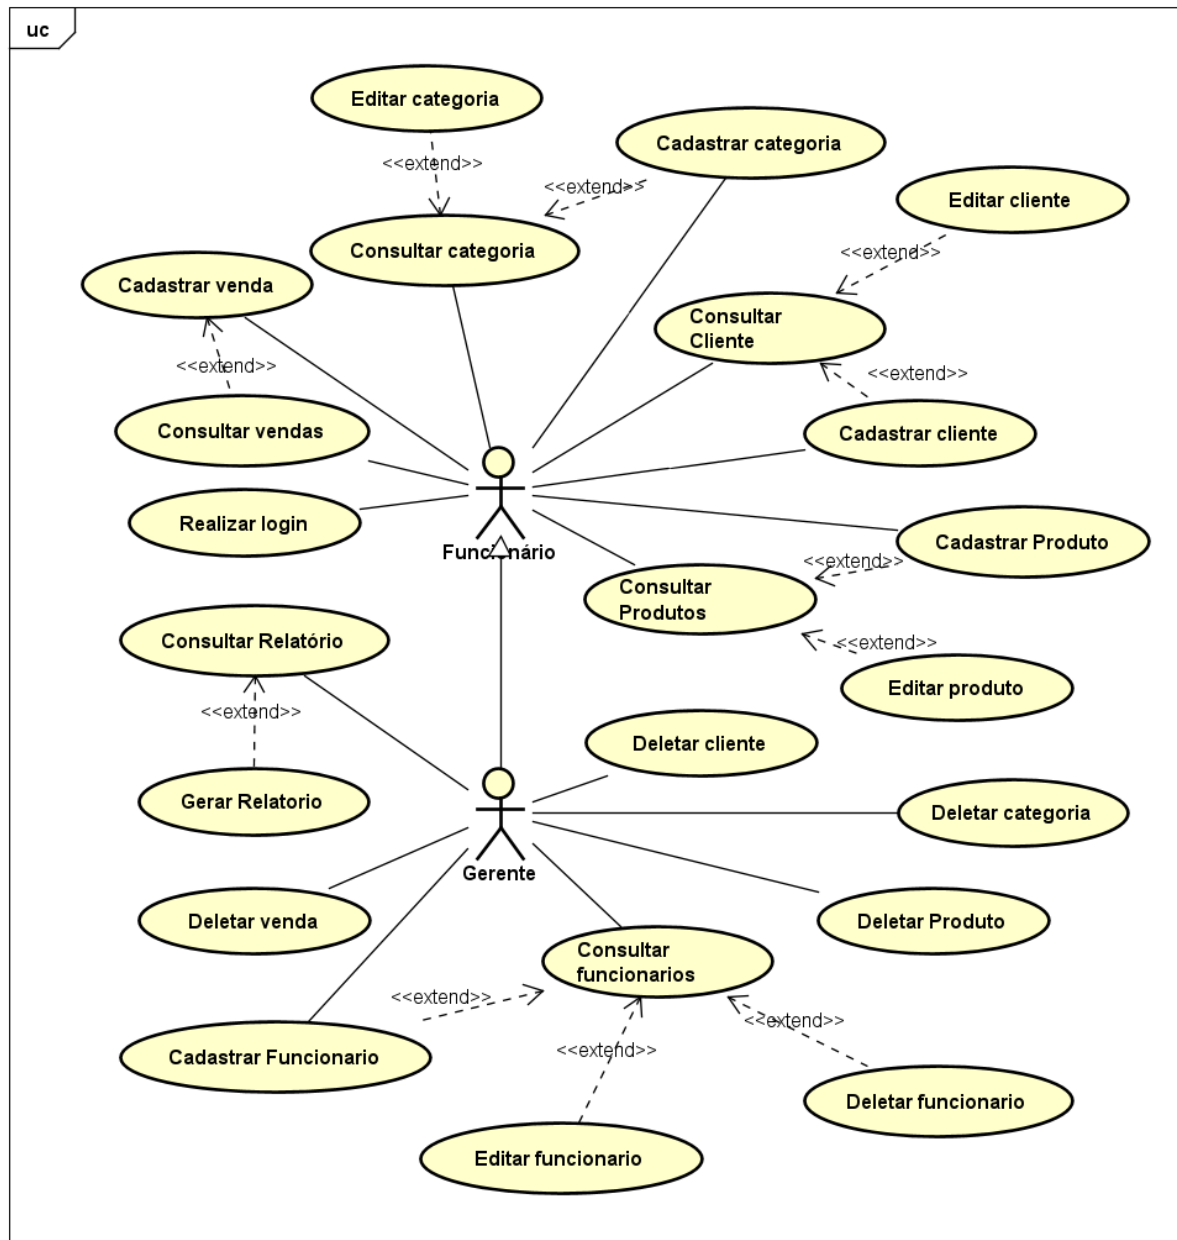 uc
Editar categoria
Cadastrar categoria
<<extend>>
<<extend>>
Editar cliente
Consultar categoria
<<extend>>
Cadastrar venda
Consultar
Cliente
<<extend>>
<<extend>>
Consultar vendas
Cadastrar cliente
Realizar login
Funcionário
Cadastrar Produto
<<extend>>
Consultar
Produtos
<<extend>>
Consultar Relatório
Editar produto
<<extend>>
Deletar cliente
Gerar Relatorio
Deletar categoria
Gerente
Deletar venda
Deletar Produto
Consultar
funcionarios
<<extend>>
<<extend>>
<<extend>>
Cadastrar Funcionario
Deletar funcionario
Editar funcionario